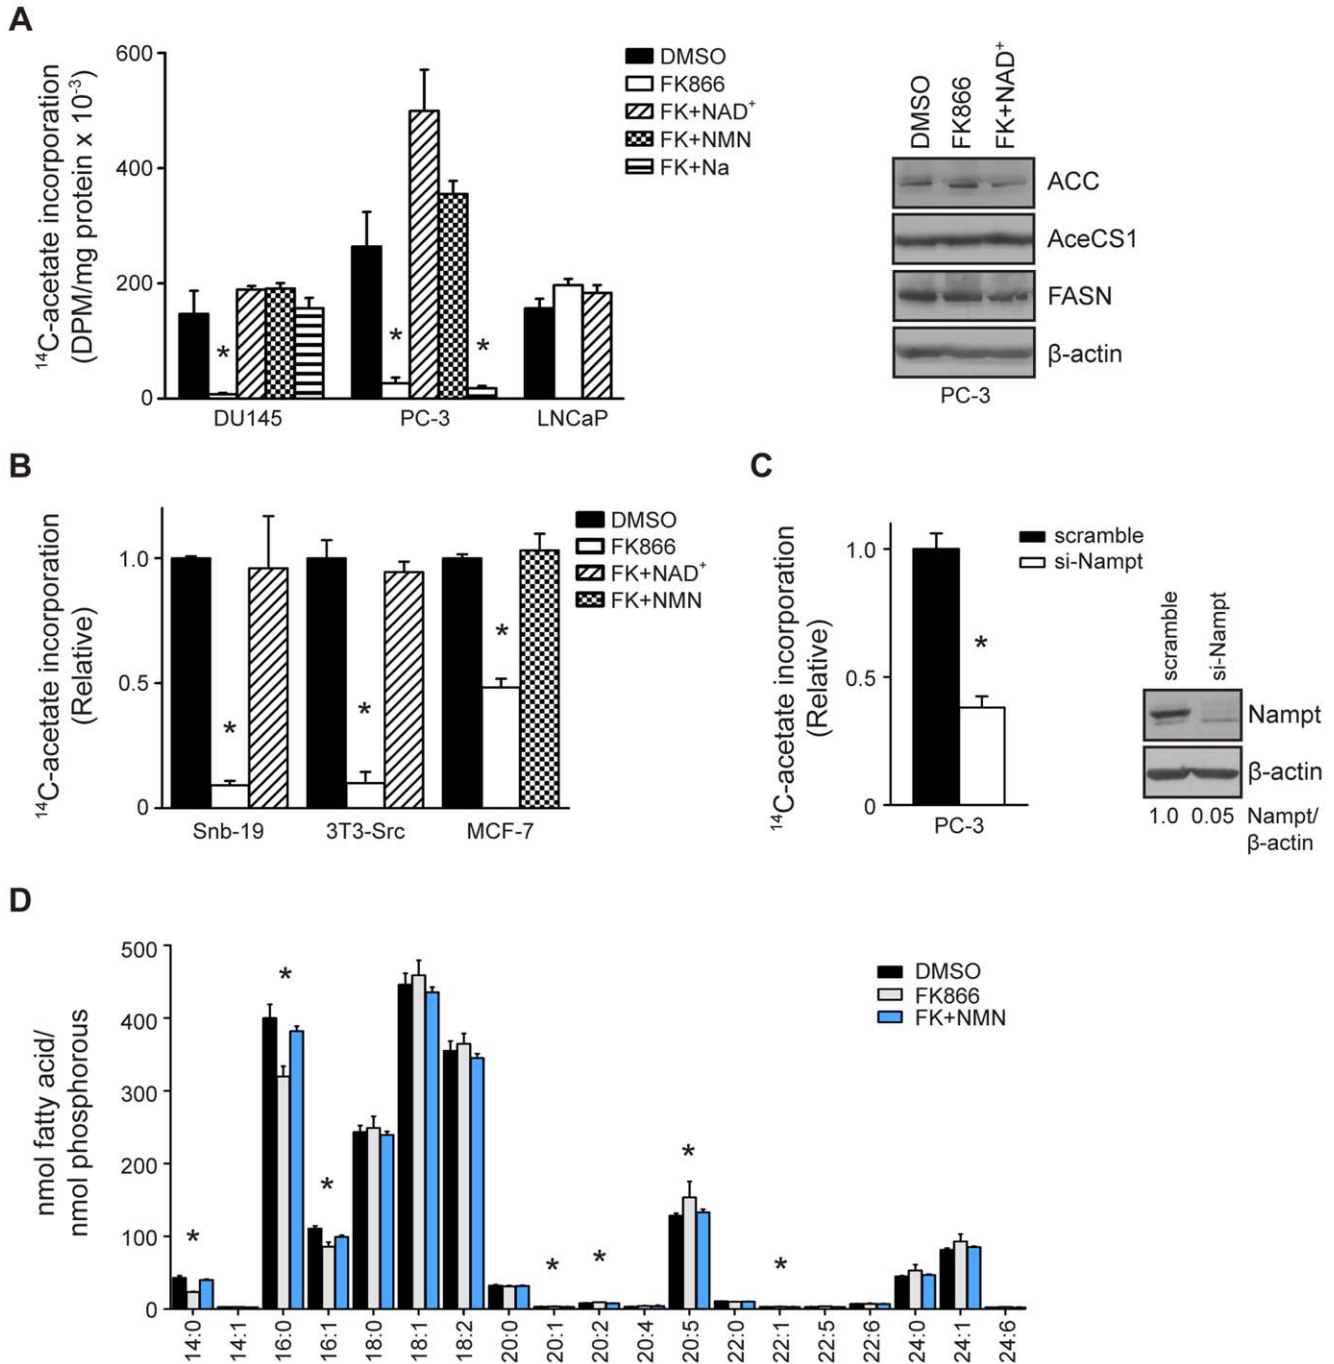 A
¹⁴C-acetate incorporation
(DPM/mg protein x 10⁻³)
600
400
200
0
*
*
*
DU145
PC-3
LNCaP
DMSO
FK866
FK+NAD⁺
FK+NMN
FK+Na
DMSO
FK866
FK+NAD⁺
ACC
AceCS1
FASN
β-actin
PC-3
B
¹⁴C-acetate incorporation
(Relative)
1.0
0.5
0
*
*
*
Snb-19
3T3-Src
MCF-7
DMSO
FK866
FK+NAD⁺
FK+NMN
C
¹⁴C-acetate incorporation
(Relative)
1.0
0.5
0
*
PC-3
scramble
si-Nampt
scramble
si-Nampt
Nampt
β-actin
1.0 0.05 Nampt/
β-actin
D
nmol fatty acid/
nmol phosphorous
500
400
300
200
100
0
*
*
*
*
*
*
*
DMSO
FK866
FK+NMN
14:0
14:1
16:0
16:1
18:0
18:1
18:2
20:0
20:1
20:2
20:4
20:5
22:0
22:1
22:5
22:6
24:0
24:1
24:6